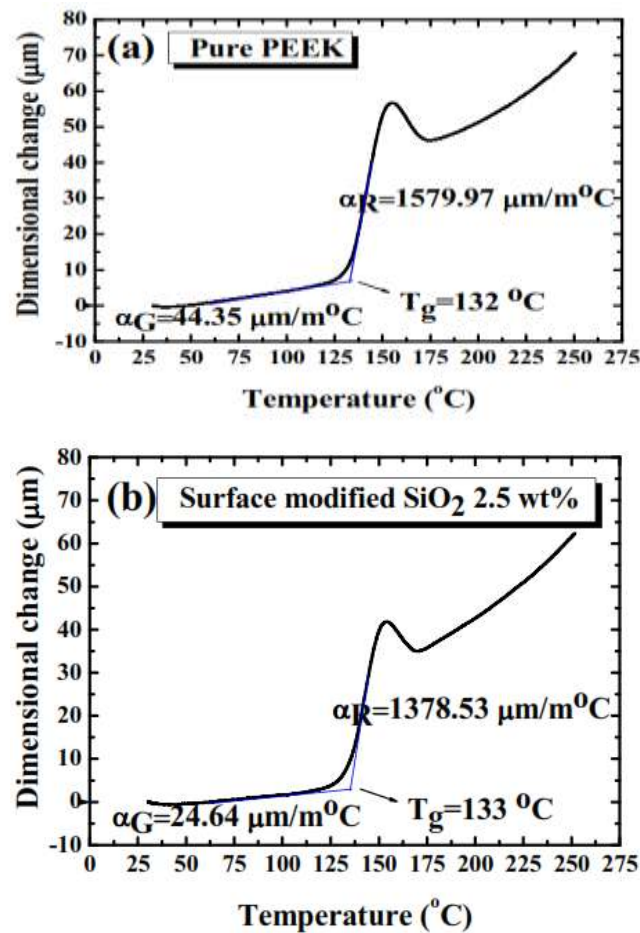 (a) Pure PEEK
80
70
60
50
40
30
20
10
0
-10
Dimensional change (μm)
αR=1579.97 μm/m°C
αG=44.35 μm/m°C
Tg=132 °C
0 25 50 75 100 125 150 175 200 225 250 275
Temperature (°C)
(b) Surface modified SiO2 2.5 wt%
80
70
60
50
40
30
20
10
0
-10
Dimensional change (μm)
αR=1378.53 μm/m°C
αG=24.64 μm/m°C
Tg=133 °C
0 25 50 75 100 125 150 175 200 225 250 275
Temperature (°C)